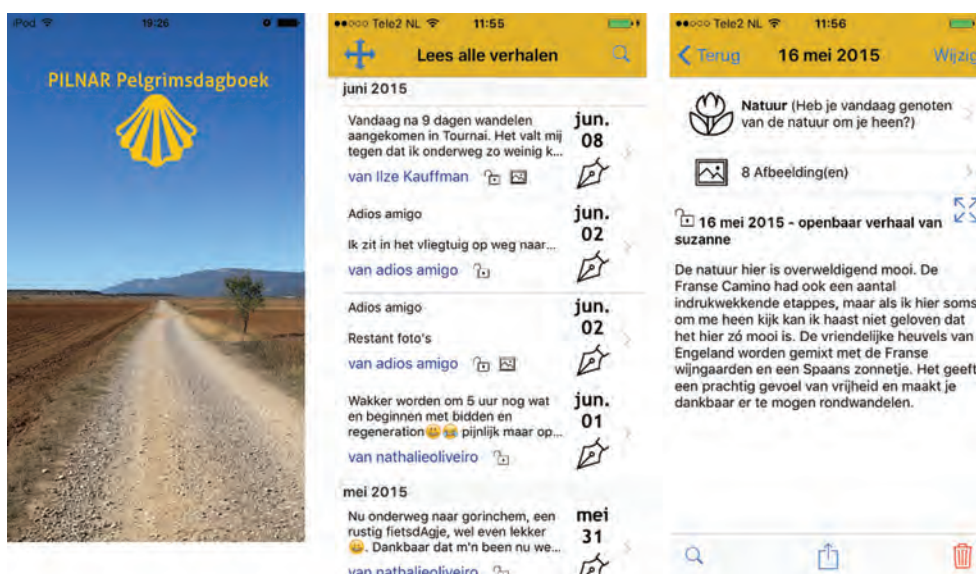 iPod 19:26
PILNAR Pelgrimsdagboek
Tele2 NL 11:55
Lees alle verhalen
juni 2015
Vandaag na 9 dagen wandelen
aangekomen in Tournai. Het valt mij
tegen dat ik onderweg zo weinig k...
van Ilze Kauffman
jun.
08
Adios amigo
Ik zit in het vliegtuig op weg naar...
van adios amigo
jun.
02
Adios amigo
Restant foto's
van adios amigo
jun.
02
Wakker worden om 5 uur nog wat
en beginnen met bidden en
regeneration😀😂 pijnlijk maar op...
van nathalieoliveiro
jun.
01
mei 2015
Nu onderweg naar gorinchem, een
rustig fietsdAgje, wel even lekker
😀. Dankbaar dat m'n been nu we...
van nathalieoliveiro
mei
31
Tele2 NL 11:56
Terug 16 mei 2015 Wijzig
Natuur (Heb je vandaag genoten
van de natuur om je heen?)
8 Afbeelding(en)
16 mei 2015 - openbaar verhaal van
suzanne
De natuur hier is overweldigend mooi. De
Franse Camino had ook een aantal
indrukwekkende etappes, maar als ik hier soms
om me heen kijk kan ik haast niet geloven dat
het hier zó mooi is. De vriendelijke heuvels van
Engeland worden gemixt met de Franse
wijngaarden en een Spaans zonnetje. Het geeft
een prachtig gevoel van vrijheid en maakt je
dankbaar er te mogen rondwandelen.